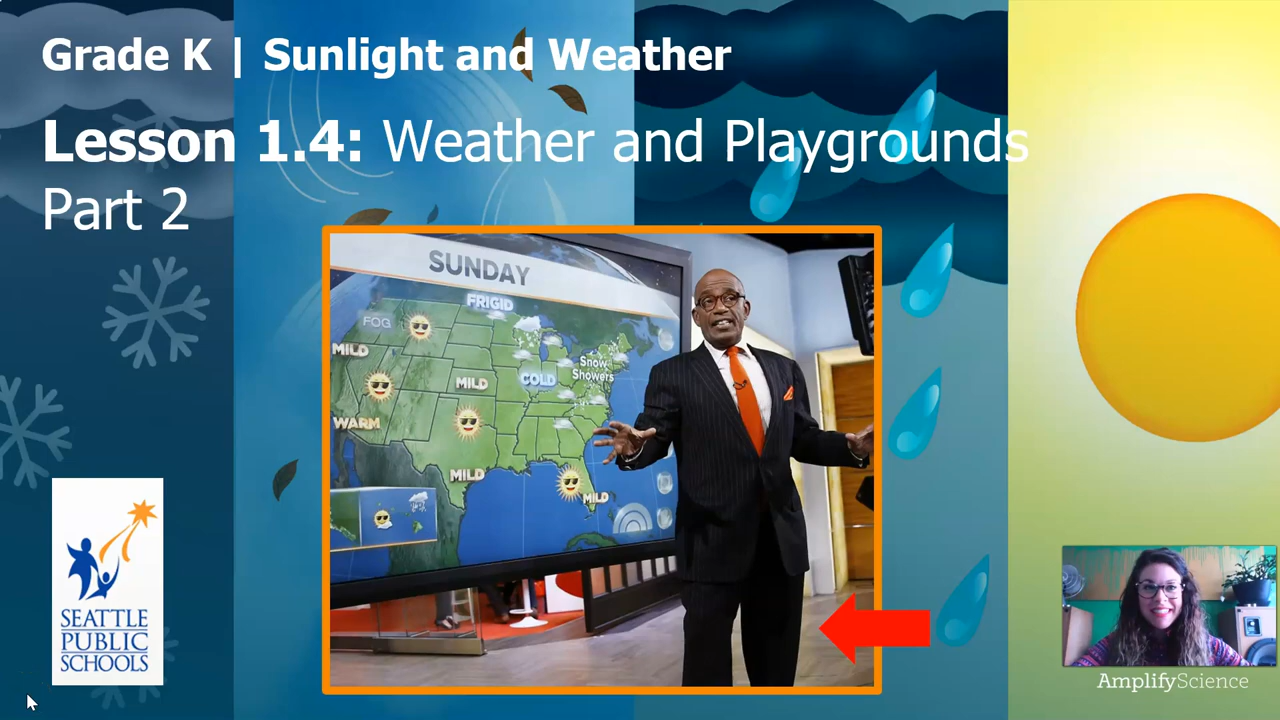 Grade K | Sunlight and Weather
Lesson 1.4: Weather and Playgrounds
Part 2
SUNDAY
FRIGID
FOG
MILD
Snow
Showers
MILD
COLD
WARM
MILD
MILD
SEATTLE
PUBLIC
SCHOOLS
AmplifyScience